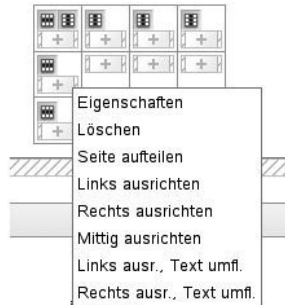 Eigenschaften
Löschen
Seite aufteilen
Links ausrichten
Rechts ausrichten
Mittig ausrichten
Links ausr., Text umfl.
Rechts ausr., Text umfl.